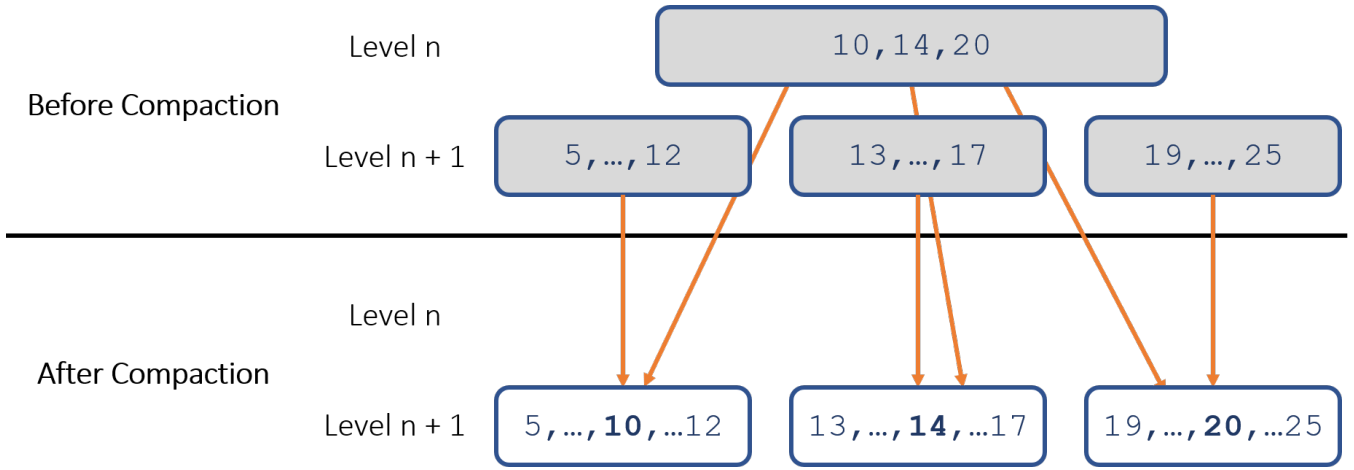 Level n
10,14,20
Before Compaction
Level n + 1
5,…,12
13,…,17
19,…,25
Level n
After Compaction
Level n + 1
5,…,10,…12
13,…,14,…17
19,…,20,…25